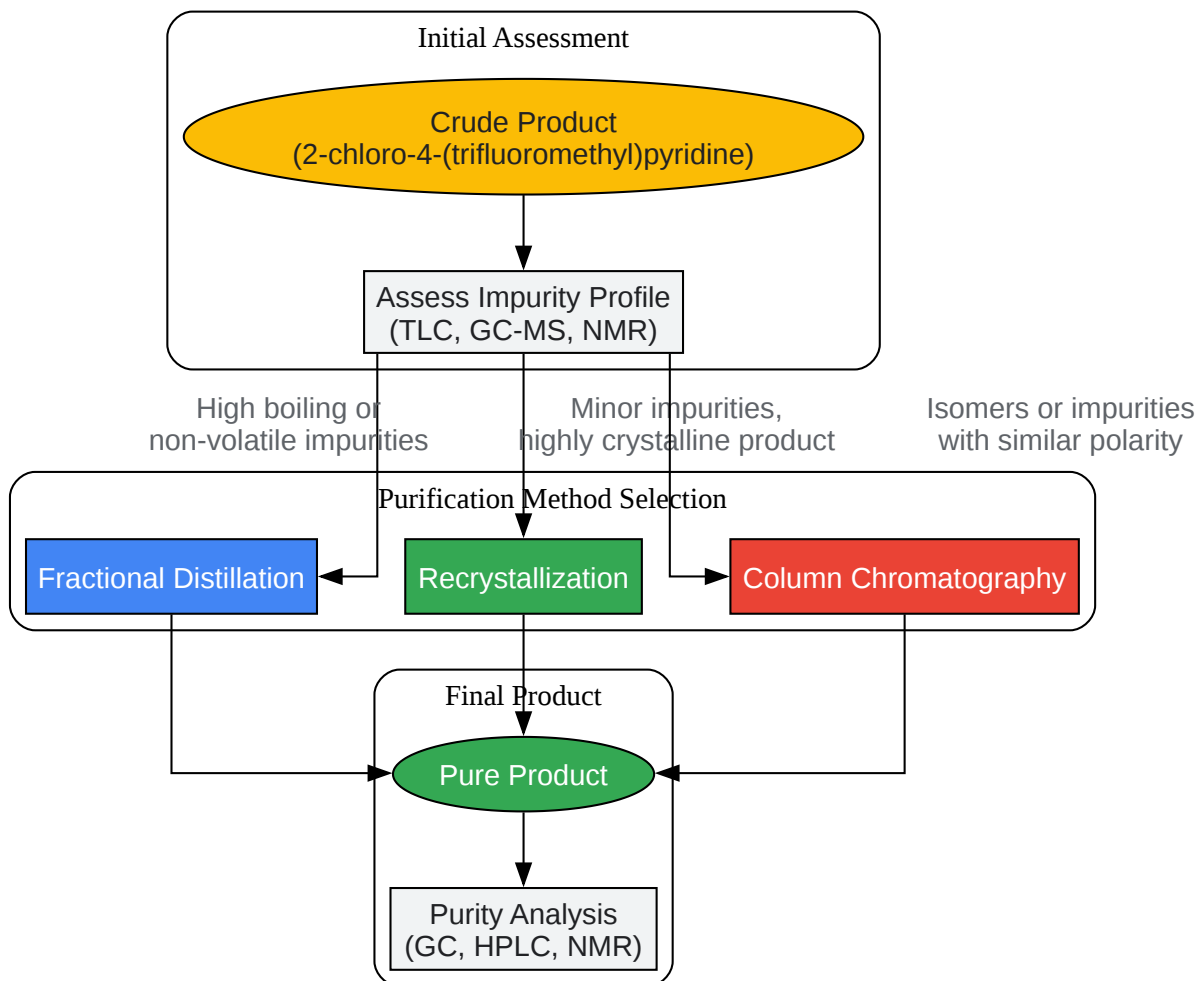 Initial Assessment
Crude Product
(2-chloro-4-(trifluoromethyl)pyridine)
Assess Impurity Profile
(TLC, GC-MS, NMR)
High boiling or
non-volatile impurities
Minor impurities,
highly crystalline product
Isomers or impurities
with similar polarity
Purification Method Selection
Fractional Distillation
Recrystallization
Column Chromatography
Final Product
Pure Product
Purity Analysis
(GC, HPLC, NMR)